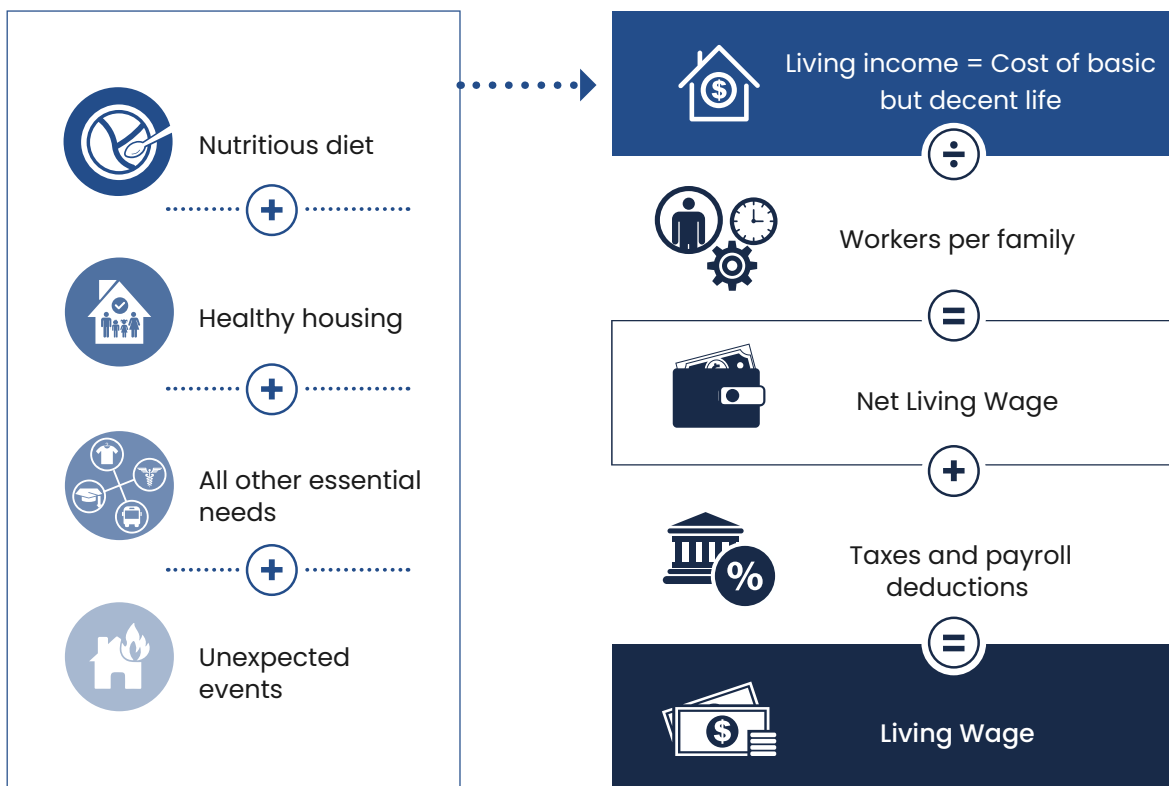 Nutritious diet
+
Healthy housing
+
All other essential
needs
+
Unexpected
events
$
Living income = Cost of basic
but decent life
÷
Workers per family
=
Net Living Wage
+
%
Taxes and payroll
deductions
=
$
Living Wage